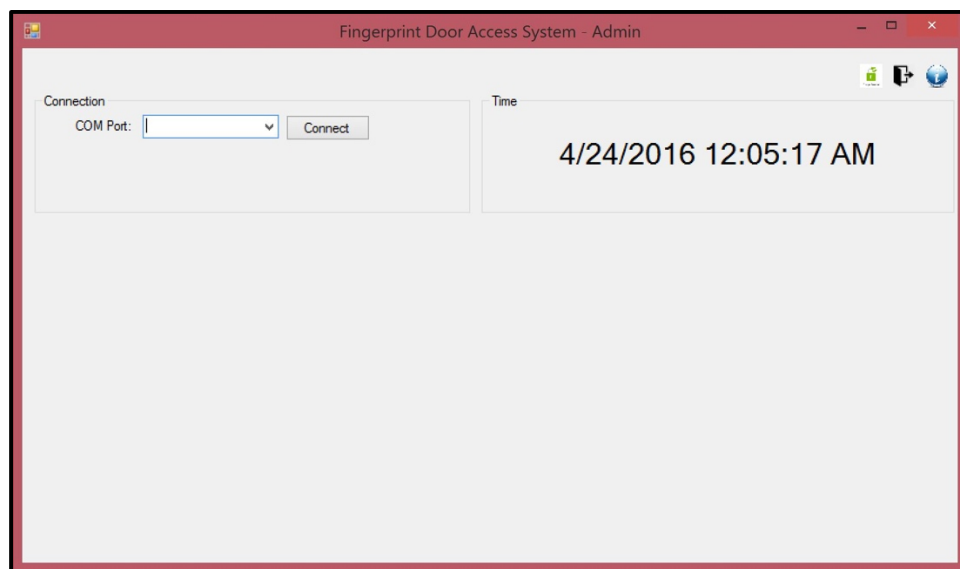 Fingerprint Door Access System - Admin
Connection
COM Port:
Connect
Time
4/24/2016 12:05:17 AM